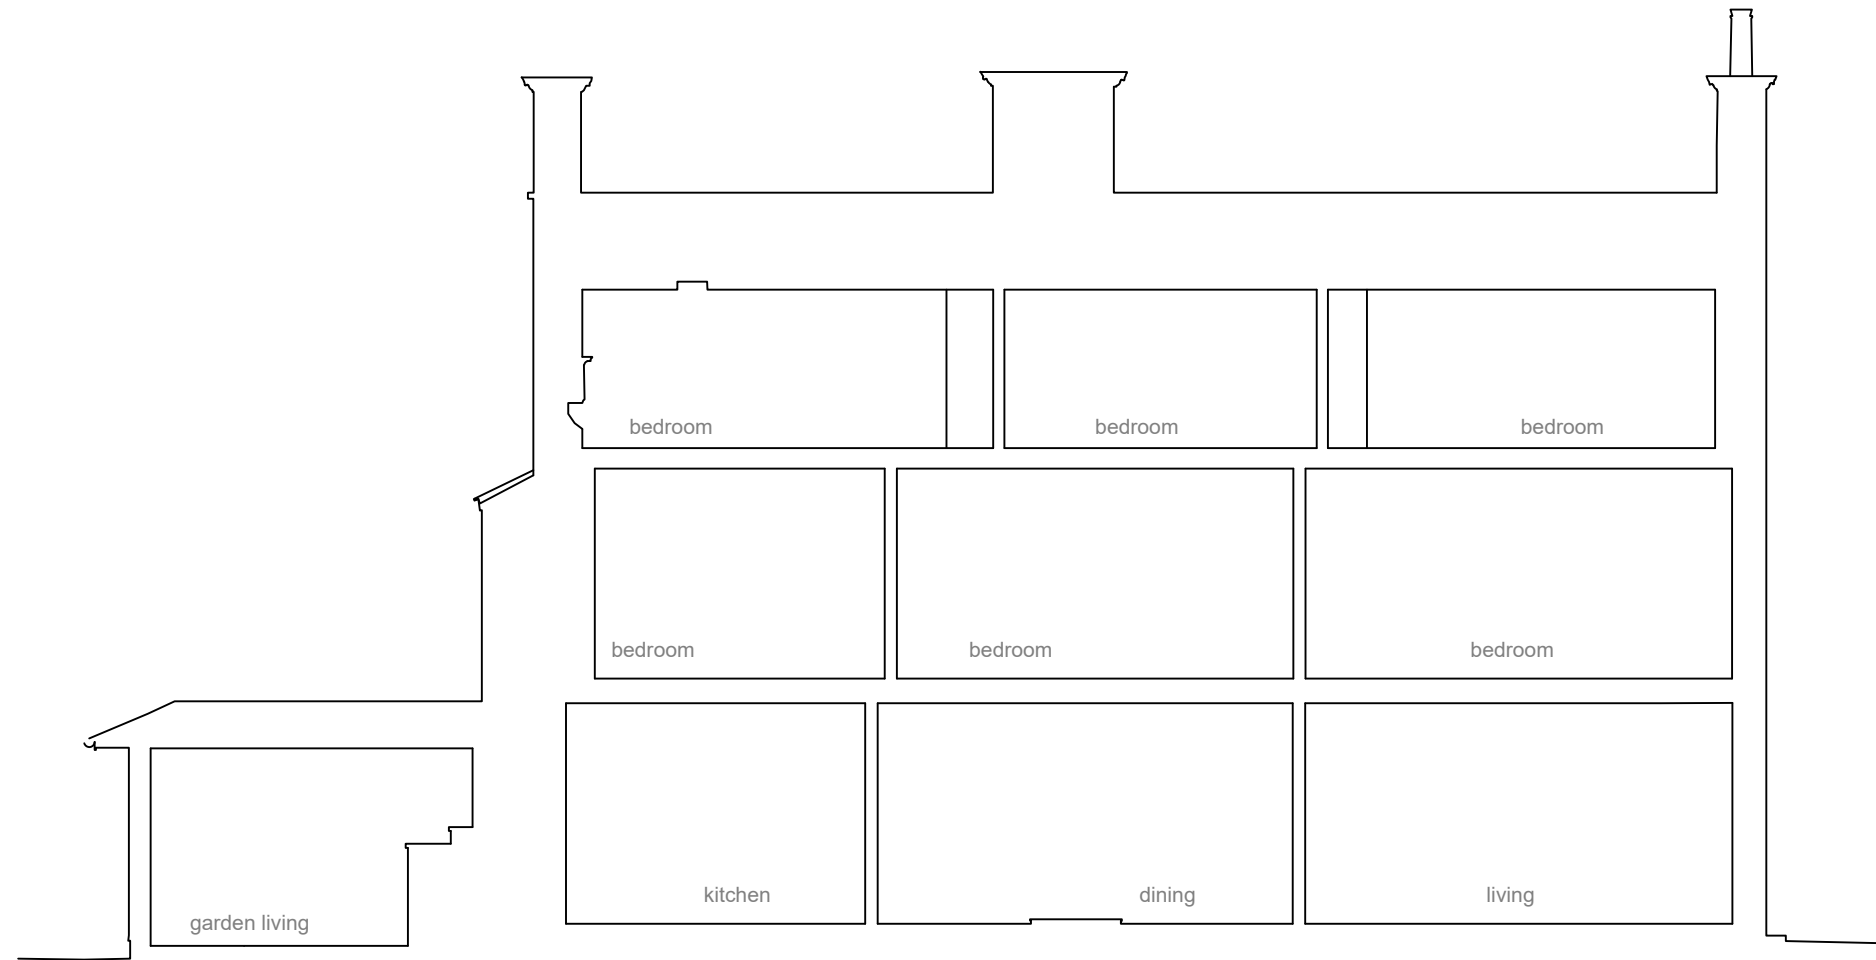 bedroom
bedroom
bedroom
bedroom
bedroom
bedroom
kitchen
dining
living
garden living